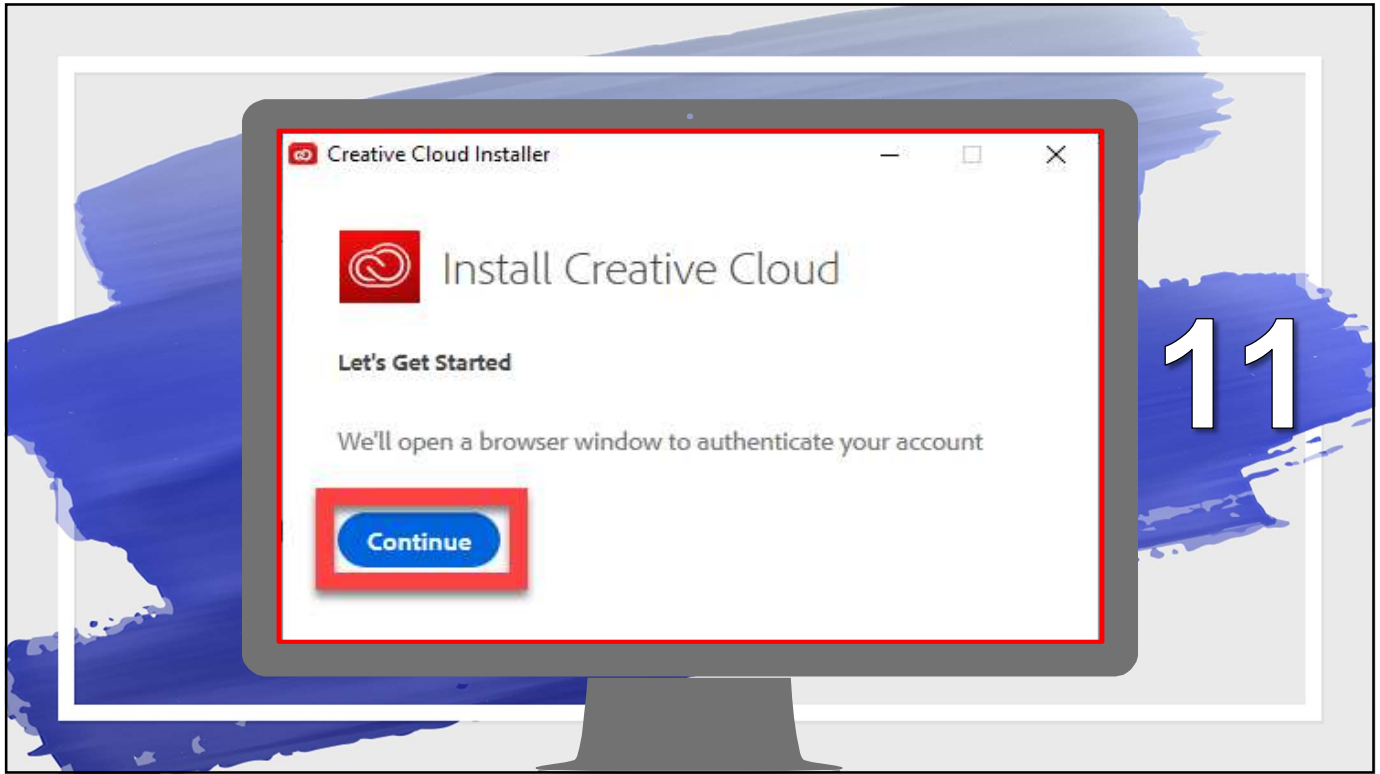 Creative Cloud Installer
Install Creative Cloud
Let's Get Started
We'll open a browser window to authenticate your account
Continue
11